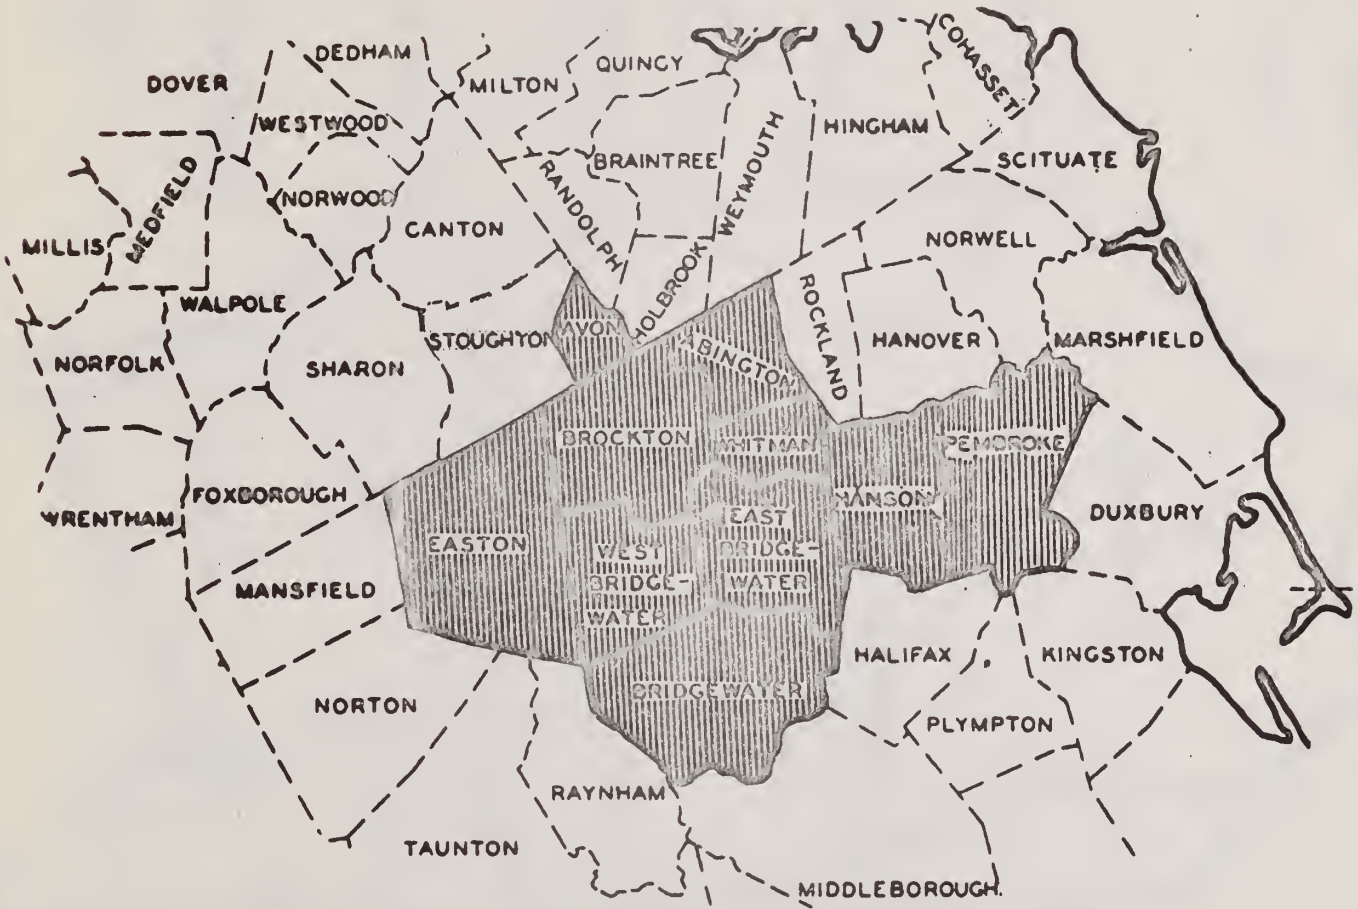 DEDHAM
DOVER
MILTON
QUINCY
COHASSET
WESTWOOD
HINGHAM
BRAINTREE
WEYMOUTH
SCITUATE
MEDFIELD
NORWOOD
RANDOLPH
CANTON
NORWELL
MILLIS
HOLBROOK
WALPOLE
ROCKLAND
STOUGHTON
AVON
HANOVER
MARSHFIELD
NORFOLK
SHARON
ABINGTON
BROCKTON
WHITMAN
PEMBROKE
FOXBOROUGH
HANSON
WRENTHAM
DUXBURY
EASTON
WEST
BRIDGE-
WATER
EAST
BRIDGE-
WATER
MANSFIELD
HALIFAX
KINGSTON
BRIDGEWATER
NORTON
PLYMPTON
RAYNHAM
TAUNTON
MIDDLEBOROUGH